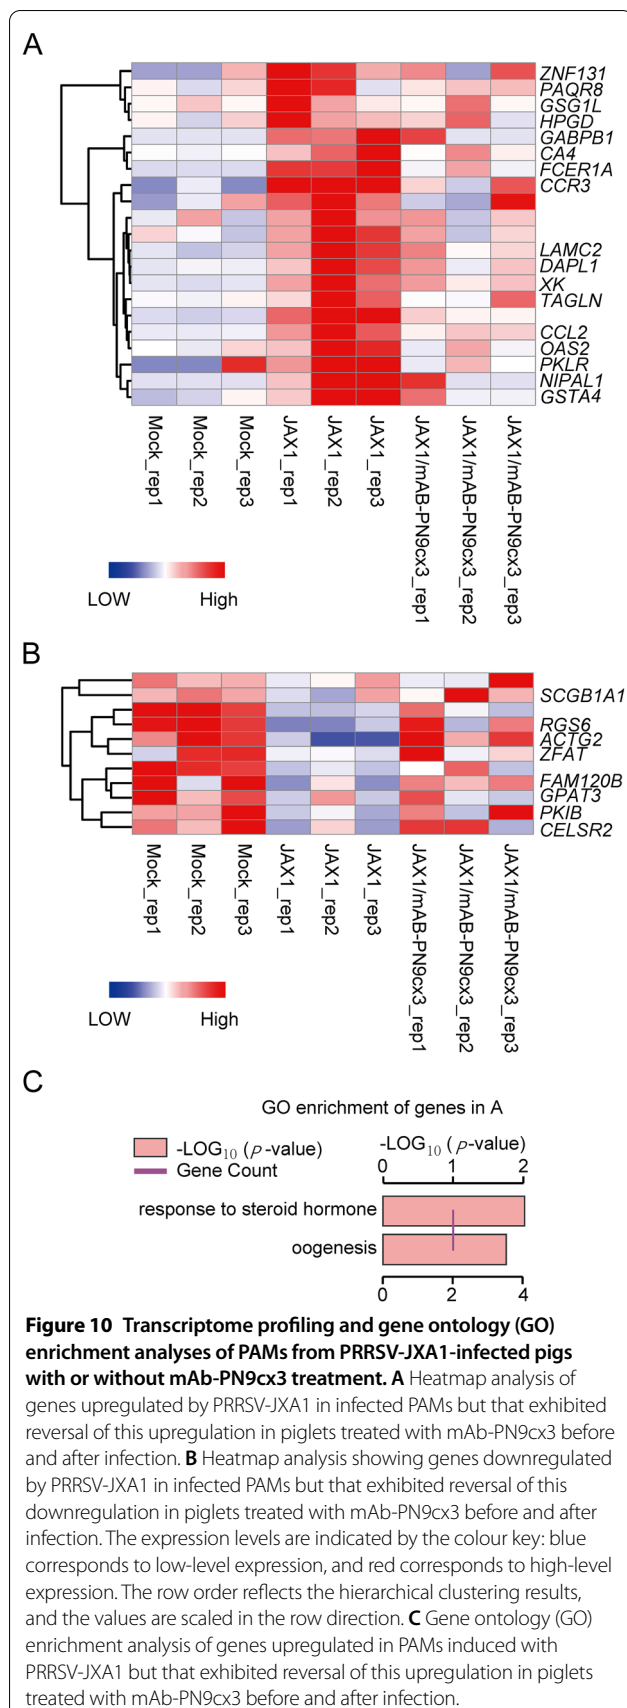 A
ZNF131
PAQR8
GSG1L
HPGD
GABPB1
CA4
FCER1A
CCR3
LAMC2
DAPL1
XK
TAGLN
CCL2
OAS2
PKLR
NIPAL1
GSTA4
Mock_rep1
Mock_rep2
Mock_rep3
JAX1_rep1
JAX1_rep2
JAX1_rep3
JAX1/mAB-PN9cx3_rep1
JAX1/mAB-PN9cx3_rep2
JAX1/mAB-PN9cx3_rep3
LOW High
B
SCGB1A1
RGS6
ACTG2
ZFAT
FAM120B
GPAT3
PKIB
CELSR2
Mock_rep1
Mock_rep2
Mock_rep3
JAX1_rep1
JAX1_rep2
JAX1_rep3
JAX1/mAB-PN9cx3_rep1
JAX1/mAB-PN9cx3_rep2
JAX1/mAB-PN9cx3_rep3
LOW High
C
GO enrichment of genes in A
-LOG10 (p-value)
Gene Count
-LOG10 (p-value)
0 1 2
response to steroid hormone
oogenesis
0 2 4
Figure 10 Transcriptome profiling and gene ontology (GO)
enrichment analyses of PAMs from PRRSV-JXA1-infected pigs
with or without mAb-PN9cx3 treatment. A Heatmap analysis of
genes upregulated by PRRSV-JXA1 in infected PAMs but that exhibited
reversal of this upregulation in piglets treated with mAb-PN9cx3 before
and after infection. B Heatmap analysis showing genes downregulated
by PRRSV-JXA1 in infected PAMs but that exhibited reversal of this
downregulation in piglets treated with mAb-PN9cx3 before and after
infection. The expression levels are indicated by the colour key: blue
corresponds to low-level expression, and red corresponds to high-level
expression. The row order reflects the hierarchical clustering results,
and the values are scaled in the row direction. C Gene ontology (GO)
enrichment analysis of genes upregulated in PAMs induced with
PRRSV-JXA1 but that exhibited reversal of this upregulation in piglets
treated with mAb-PN9cx3 before and after infection.